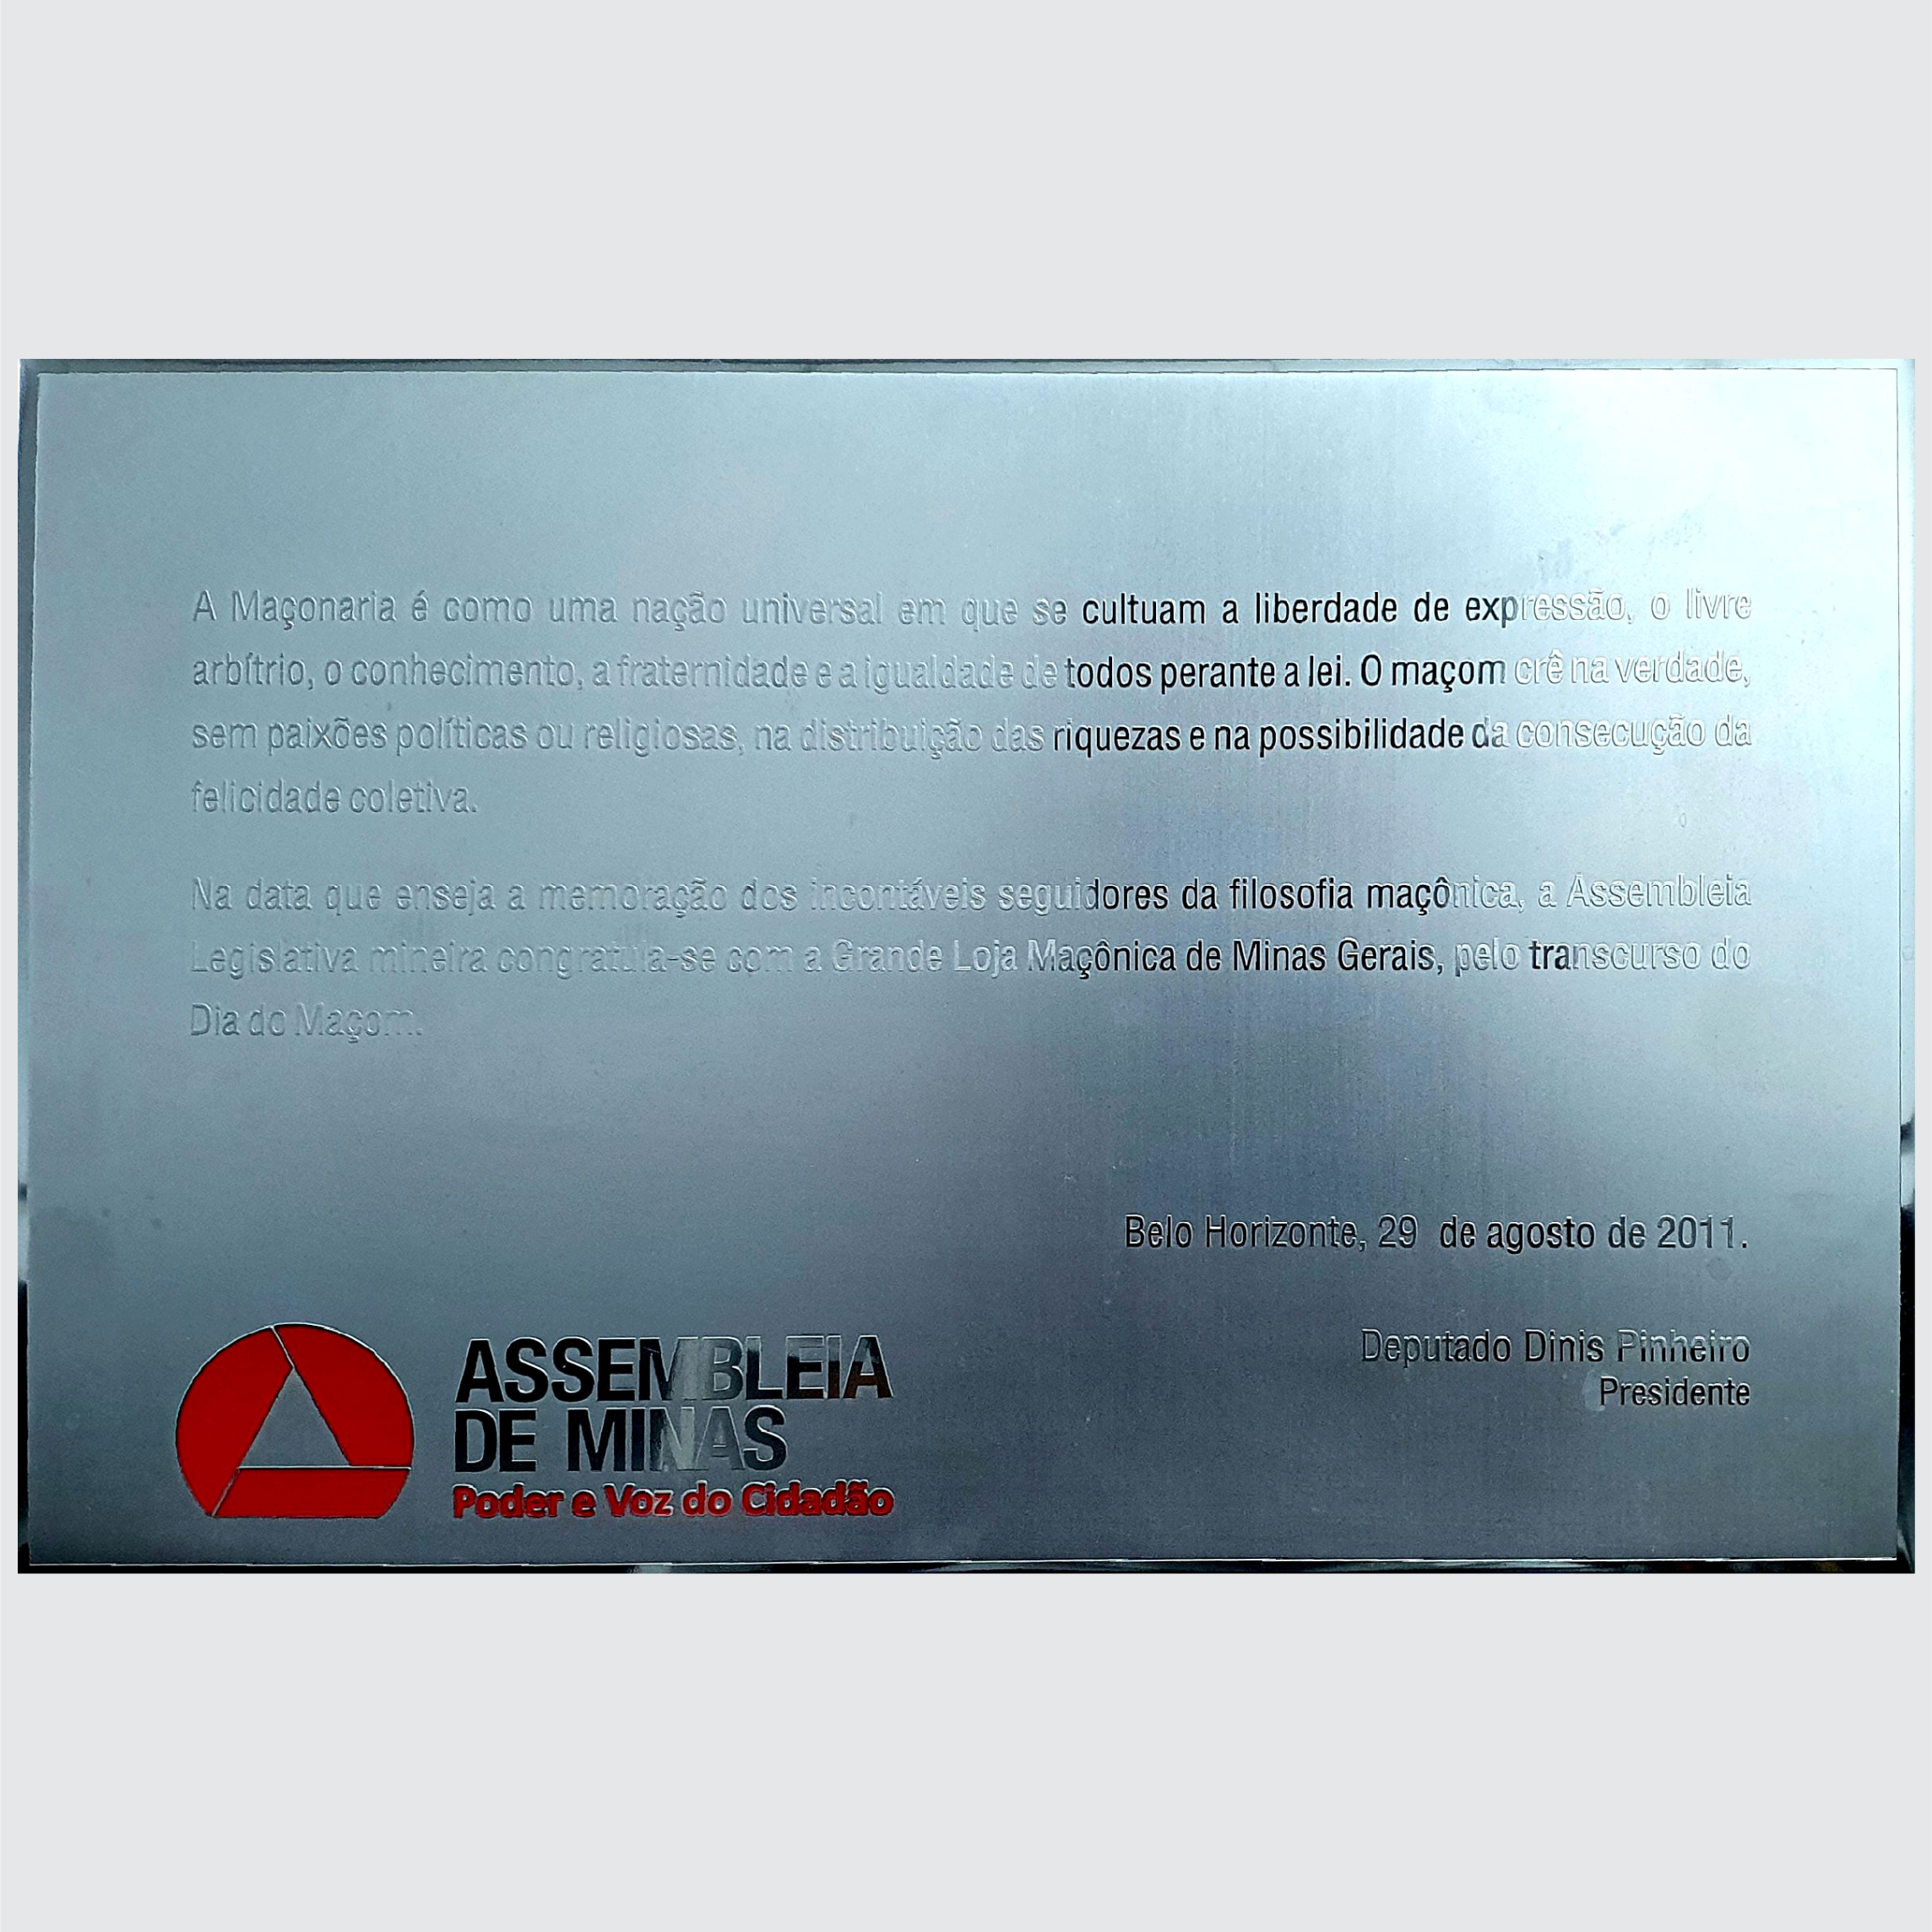 A Maçonaria é como uma nação universal em que se cultuam a liberdade de expressão, o livre
arbítrio, o conhecimento, a fraternidade e a igualdade de todos perante a lei. O maçom crê na verdade,
sem paixões políticas ou religiosas, na distribuição das riquezas e na possibilidade da consecução da
felicidade coletiva.
Na data que enseja a memoração dos incontáveis seguidores da filosofia maçônica, a Assembleia
Legislativa mineira congratula-se com a Grande Loja Maçônica de Minas Gerais, pelo transcurso do
Dia do Maçom.
Belo Horizonte, 29 de agosto de 2011.
Deputado Dinis Pinheiro
Presidente
ASSEMBLEIA
DE MINAS
Poder e Voz do Cidadão